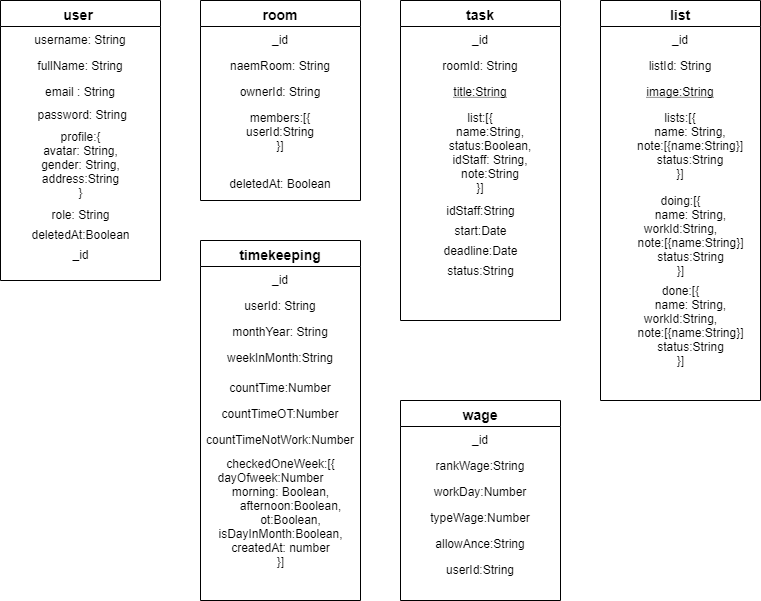 user
username: String
fullName: String
email : String
password: String
profile:{
avatar: String,
gender: String,
address:String
}
role: String
deletedAt:Boolean
_id
room
_id
naemRoom: String
ownerId: String
members:[{
userId:String
}]
deletedAt: Boolean
timekeeping
_id
userId: String
monthYear: String
weekInMonth:String
countTime:Number
countTimeOT:Number
countTimeNotWork:Number
checkedOneWeek:[{
dayOfweek:Number
morning: Boolean,
afternoon:Boolean,
ot:Boolean,
isDayInMonth:Boolean,
createdAt: number
}]
task
_id
roomId: String
title:String
list:[{
name:String,
status:Boolean,
idStaff: String,
note:String
}]
idStaff:String
start:Date
deadline:Date
status:String
wage
_id
rankWage:String
workDay:Number
typeWage:Number
allowAnce:String
userId:String
list
_id
listId: String
image:String
lists:[{
name: String,
note:[{name:String}]
status:String
}]
doing:[{
name: String,
workId:String,
note:[{name:String}]
status:String
}]
done:[{
name: String,
workId:String,
note:[{name:String}]
status:String
}]